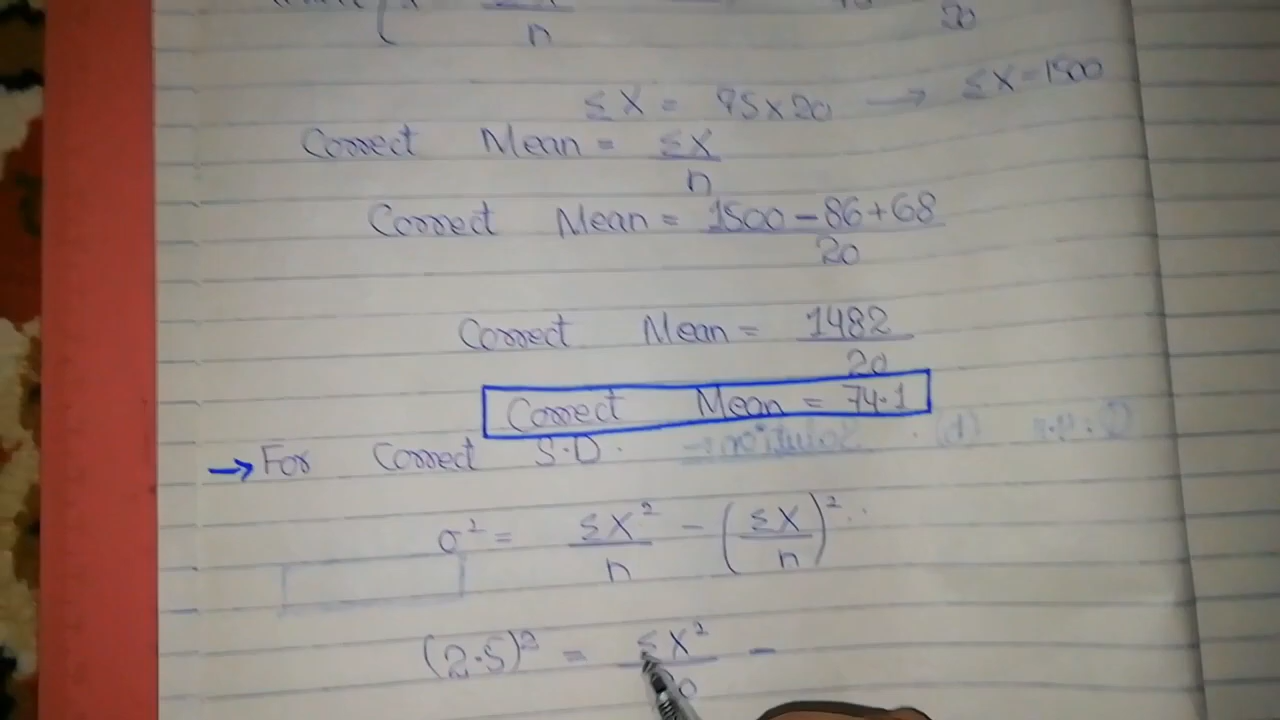 n 20
ΣX = 75x20 → ΣX=1500
Correct Mean = ΣX
n
Correct Mean = 1500-86+68
20
Correct Mean = 1482
20
Correct Mean = 74.1
→ For Correct S.D.
σ² = ΣX²/n - (ΣX/n)²
(2.5)² = ΣX² -